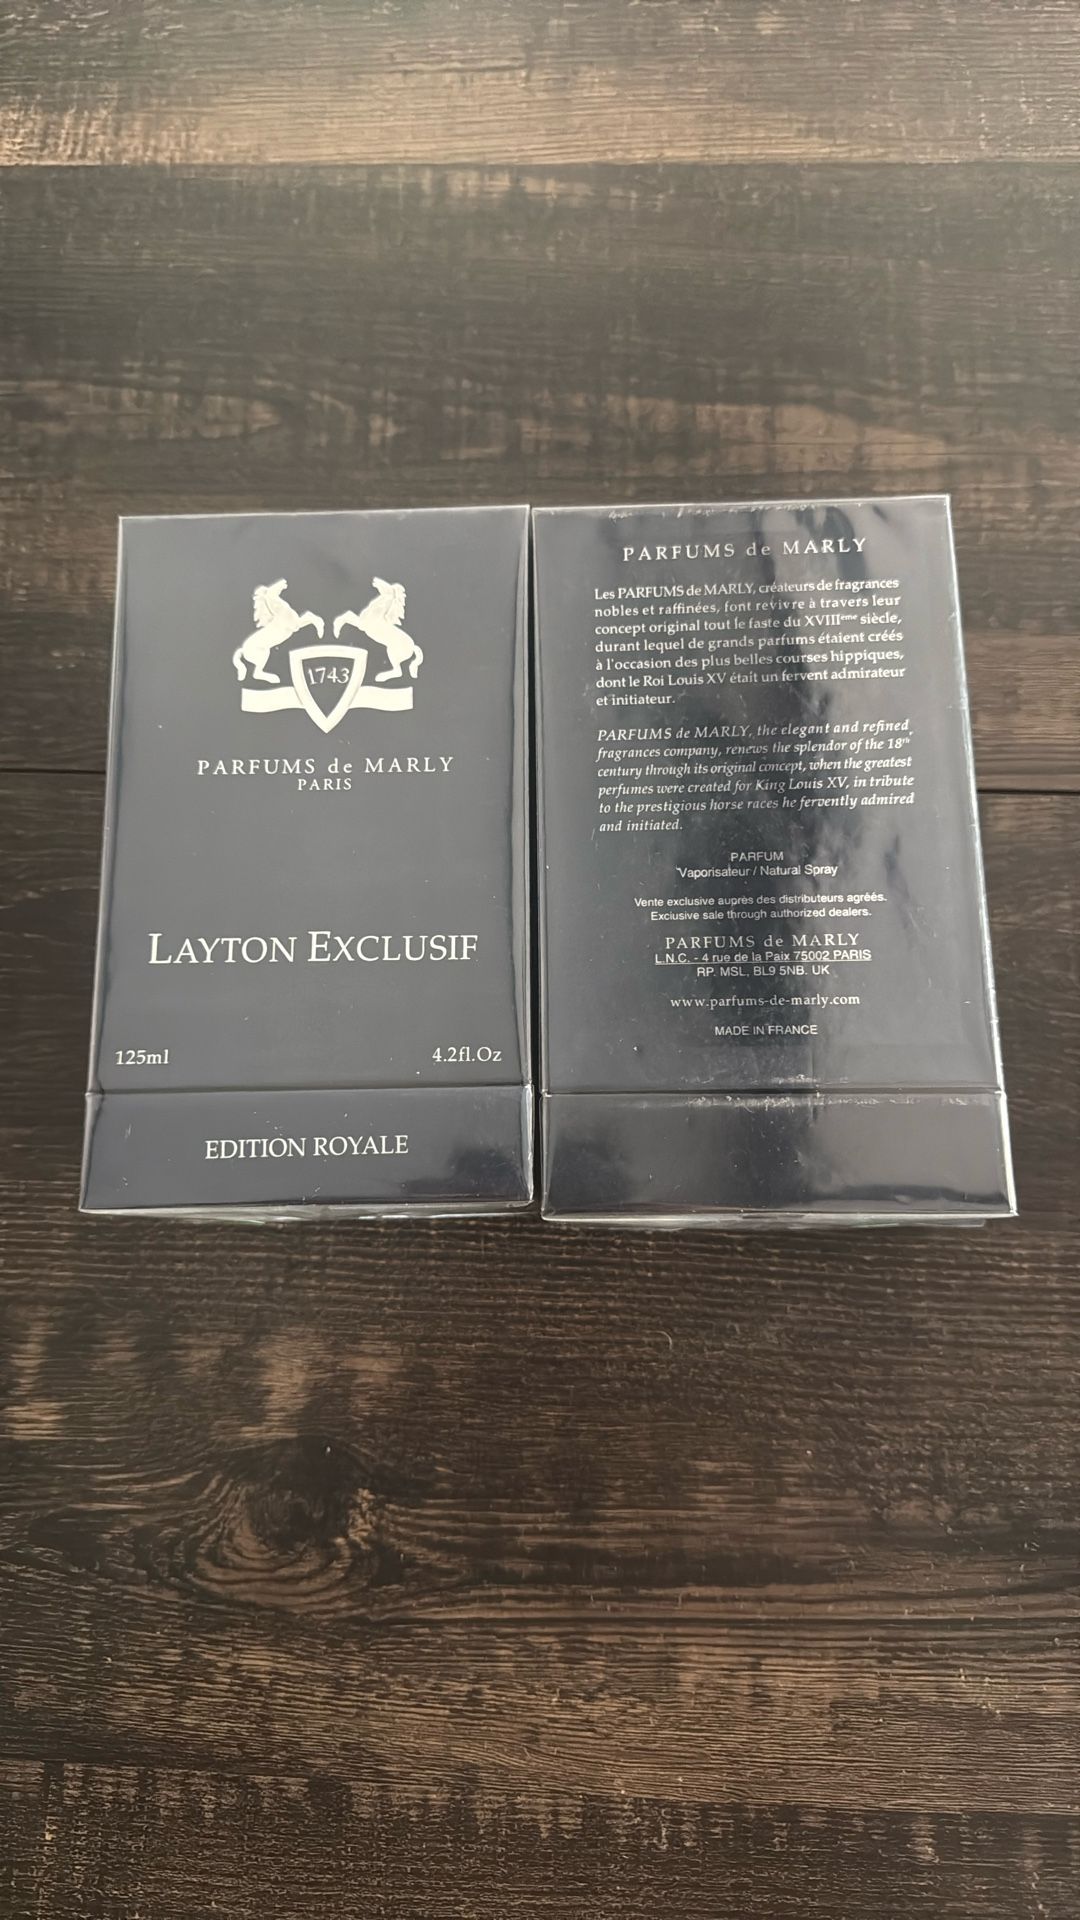 1743
PARFUMS de MARLY
PARIS
LAYTON EXCLUSIF
125ml
4.2fl.Oz
EDITION ROYALE
PARFUMS de MARLY
Les PARFUMS de MARLY, créateurs de fragrances
nobles et raffinées, font revivre à travers leur
concept original tout le faste du XVIIIeme siècle,
durant lequel de grands parfums étaient créés
à l'occasion des plus belles courses hippiques,
dont le Roi Louis XV était un fervent admirateur
et initiateur.
PARFUMS de MARLY, the elegant and refined
fragrances company, renews the splendor of the 18th
century through its original concept, when the greatest
perfumes were created for King Louis XV, in tribute
to the prestigious horse races he fervently admired
and initiated.
PARFUM
Vaporisateur / Natural Spray
Vente exclusive auprès des distributeurs agréés.
Exclusive sale through authorized dealers.
PARFUMS de MARLY
L.N.C. - 4 rue de la Paix 75002 PARIS
RP. MSL, BL9 5NB. UK
www.parfums-de-marly.com
MADE IN FRANCE